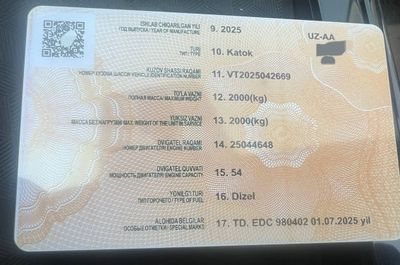 ISHLAB CHIQARILGAN YILI
ГОД ВЫПУСКА / YEAR OF MANUFACTURE
9. 2025
UZ-AA
TURI
ТИП / TYPE
10. Katok
KUZOV SHASSI RAQAMI
НОМЕР КУЗОВА ШАССИ/ VEHICLE IDENTIFICATION NUMBER
11. VT2025042669
TO'LA VAZNI
ПОЛНАЯ МАССА / MAXIMUM WEIGHT
12. 2000(kg)
YUKSIZ VAZNI
МАССА БЕЗ НАГРУЗКИ/ MAX. WEIGHT OF THE UNIT IN SARVICE
13. 2000(kg)
DVIGATEL RAQAMI
НОМЕР ДВИГАТЕЛЯ/ ENGINE NUMBER
14. 25044648
DVIGATEL QUVVATI
МОЩНОСТЬ ДВИГАТЕЛЯ/ ENGINE CAPACITY
15. 54
YONILG'I TURI
ТИП ГОРЮЧЕГО / TYPE OF FUEL
16. Dizel
ALOHIDA BELGILAR
ОСОБЫЕ ОТМЕТКИ / SPECIAL MARKS
17. TD. EDC 980402 01.07.2025 yil